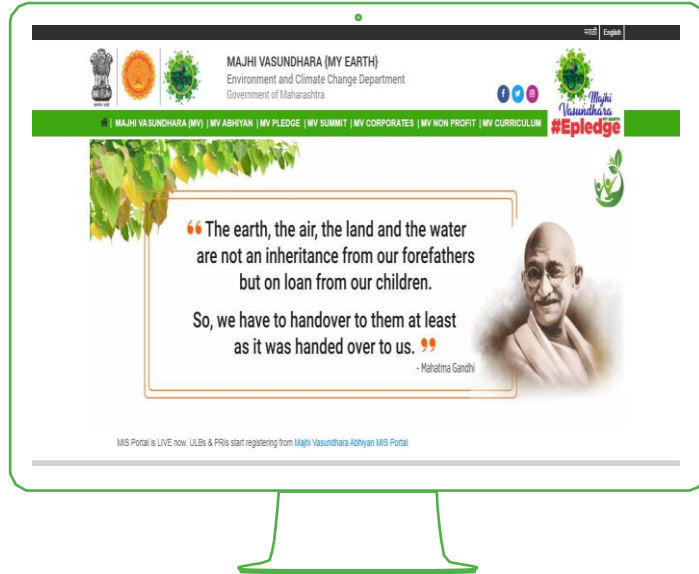 मराठी English
MAJHI VASUNDHARA {MY EARTH}
Environment and Climate Change Department
Government of Maharashtra
Majhi
Vasundhara
MY EARTH
#Epledge
| MAJHI VASUNDHARA (MV) | MV ABHIYAN | MV PLEDGE | MV SUMMIT | MV CORPORATES | MV NON PROFIT | MV CURRICULUM
“ The earth, the air, the land and the water
are not an inheritance from our forefathers
but on loan from our children.
So, we have to handover to them at least
as it was handed over to us. ”
- Mahatma Gandhi
MIS Portal is LIVE now. ULBs & PRIs start registering from Majhi Vasundhara Abhiyan MIS Portal.